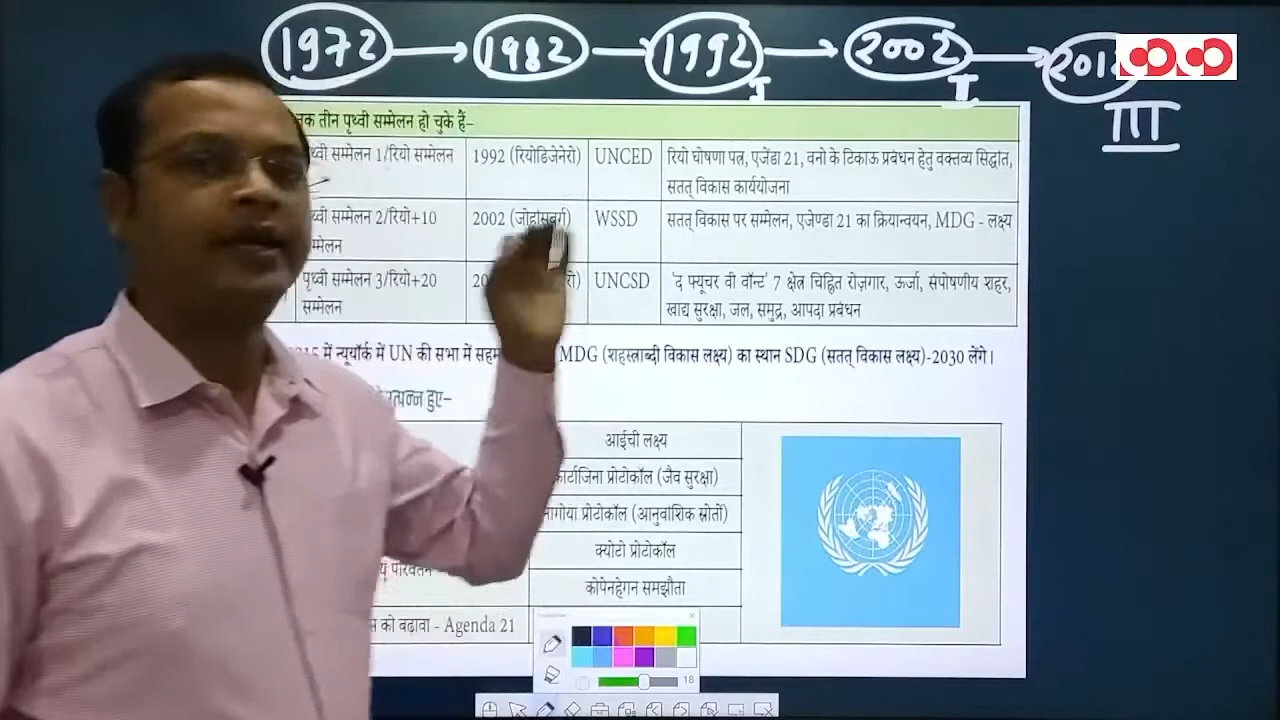 1972 1982 1992 2002
I I III
तक तीन पृथ्वी सम्मेलन हो चुके हैं–
सम्मेलन 1/रियो सम्मेलन 1992 (रियोडिजेनेरो) UNCED रियो घोषणा पत्र, एजेंडा 21, वनो के टिकाऊ प्रबंधन हेतु वक्तव्य सिद्धांत,
सतत् विकास कार्ययोजना
सम्मेलन 2/रियो+10 2002 (जोहांसबर्ग) WSSD सतत् विकास पर सम्मेलन, एजेण्डा 21 का क्रियान्वयन, MDG - लक्ष्य
पृथ्वी सम्मेलन 3/रियो+20 UNCSD 'द फ्यूचर वी वॉन्ट' 7 क्षेत्र चिह्नित रोज़गार, ऊर्जा, संपोषणीय शहर,
सम्मेलन खाद्य सुरक्षा, जल, समुद्र, आपदा प्रबंधन
में न्यूयॉर्क में UN की सभा में MDG (शहस्त्राब्दी विकास लक्ष्य) का स्थान SDG (सतत् विकास लक्ष्य)-2030 लेंगे।
हुए–
आईची लक्ष्य
प्रोटोकॉल (जैव सुरक्षा)
प्रोटोकॉल (आनुवांशिक स्रोतों)
क्योटो प्रोटोकॉल
कोपेनहेगन समझौता
को बढ़ावा - Agenda 21
18